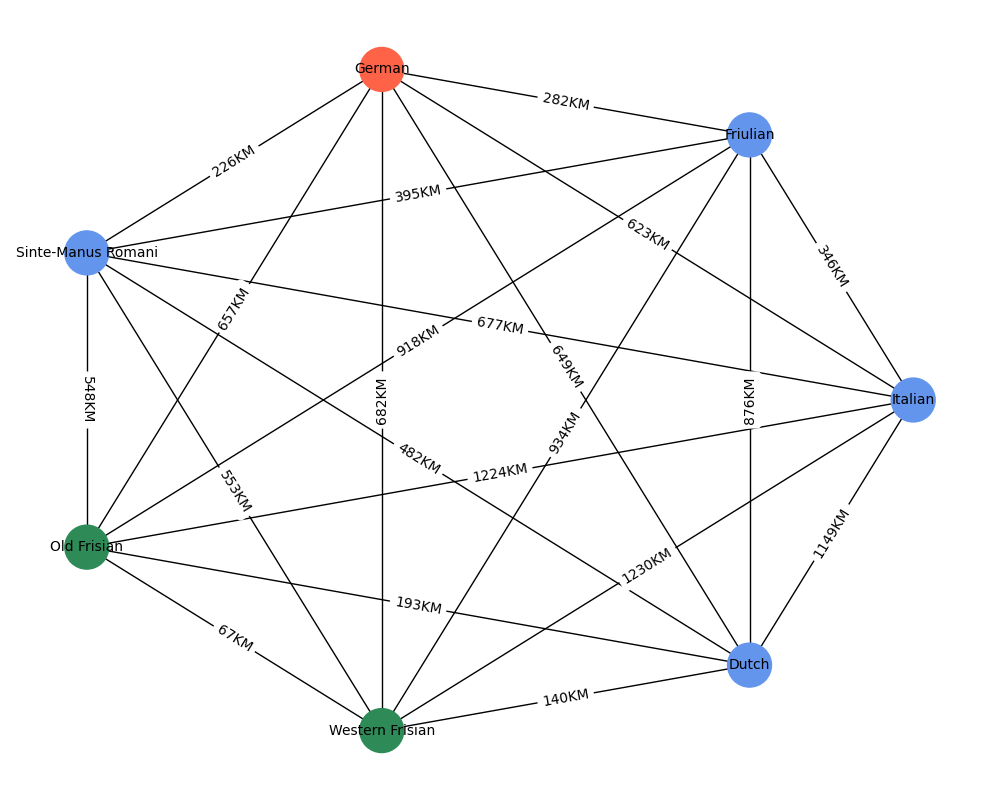 German
282KM
Friulian
226KM
395KM
623KM
Sinte-Manus Romani
346KM
657KM
677KM
918KM
649KM
548KM
682KM
876KM
Italian
934KM
482KM
1224KM
553KM
1149KM
Old Frisian
1230KM
193KM
67KM
Dutch
140KM
Western Frisian